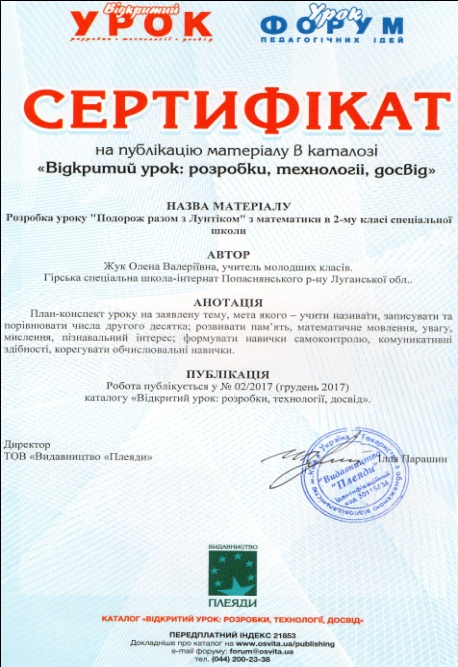 Відкритий
УРОК
розробки • технології • досвід
Урок
ФОРУМ
ПЕДАГОГІЧНИХ ІДЕЙ
СЕРТИФІКАТ
на публікацію матеріалу в каталозі
«Відкритий урок: розробки, технології, досвід»
НАЗВА МАТЕРІАЛУ
Розробка уроку "Подорож разом з Лунтіком" з математики в 2-му класі спеціальної
школи
АВТОР
Жук Олена Валеріївна, учитель молодших класів.
Гірська спеціальна школа-інтернат Попаснянського р-ну Луганської обл..
АНОТАЦІЯ
План-конспект уроку на заявлену тему, мета якого – учити називати, записувати та
порівнювати числа другого десятка; розвивати пам’ять, математичне мовлення, увагу,
мислення, пізнавальний інтерес; формувати навички самоконтролю, комунікативні
здібності, корегувати обчислювальні навички.
ПУБЛІКАЦІЯ
Робота публікується у № 02/2017 (грудень 2017)
каталогу «Відкритий урок: розробки, технології, досвід».
Директор
ТОВ «Видавництво «Плеяди»
Ілля Парашин
Україна
"Видавництво
"Плеяди"
Ідентифікаційний
код
ВИДАВНИЦТВО
ПЛЕЯДИ
КАТАЛОГ «ВІДКРИТИЙ УРОК: РОЗРОБКИ, ТЕХНОЛОГІЇ, ДОСВІД»
ПЕРЕДПЛАТНИЙ ІНДЕКС 21853
Докладніше про каталог на www.osvita.ua/publishing
e-mail форуму: forum@osvita.ua
тел. (044) 200-23-38